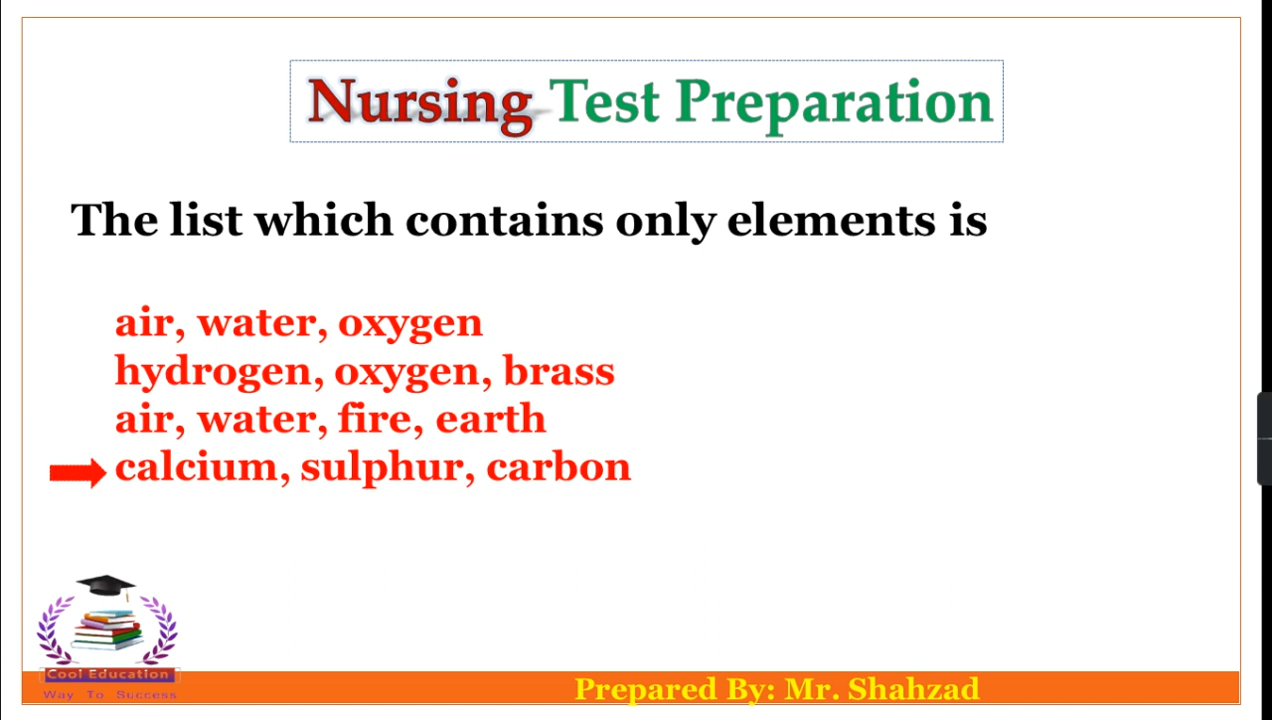 Nursing Test Preparation
The list which contains only elements is
air, water, oxygen
hydrogen, oxygen, brass
air, water, fire, earth
calcium, sulphur, carbon
Cool Education
Way To Success
Prepared By: Mr. Shahzad